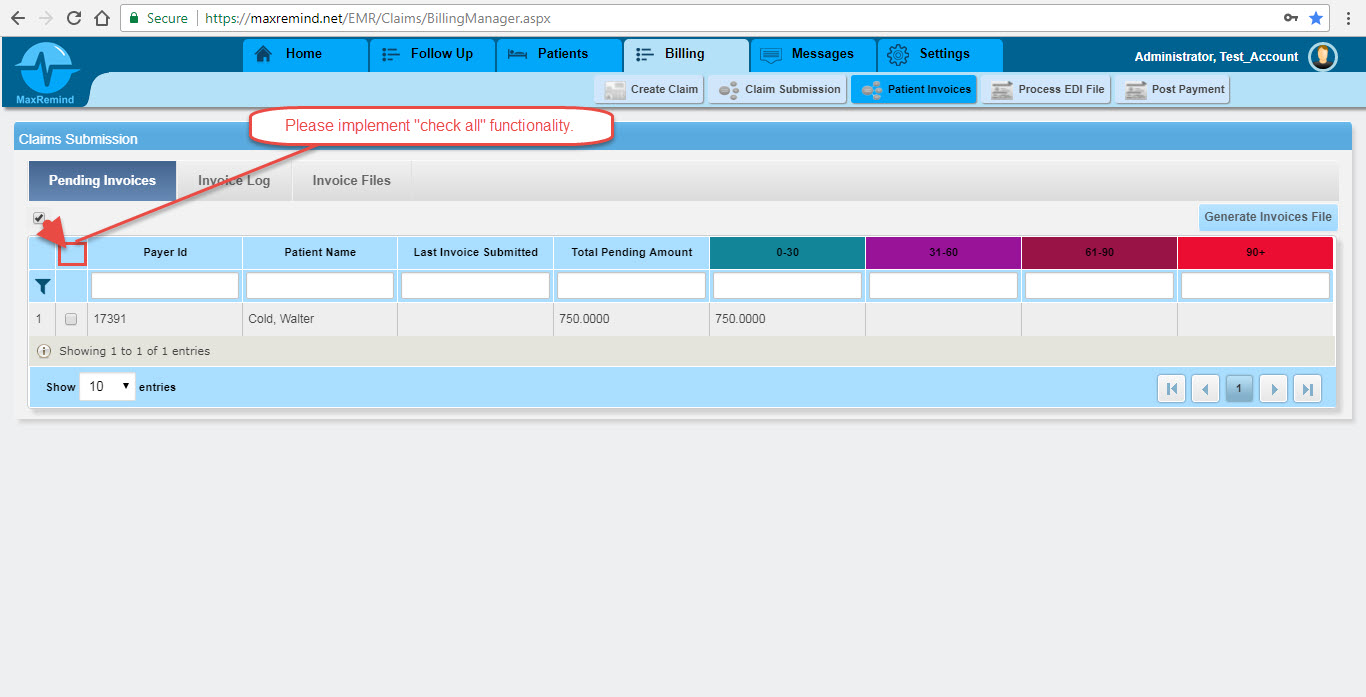 Secure | https://maxremind.net/EMR/Claims/BillingManager.aspx
MaxRemind
Home Follow Up Patients Billing Messages Settings
Administrator, Test_Account
Create Claim Claim Submission Patient Invoices Process EDI File Post Payment
Please implement "check all" functionality.
Claims Submission
Pending Invoices Invoice Log Invoice Files
Generate Invoices File
Payer Id Patient Name Last Invoice Submitted Total Pending Amount 0-30 31-60 61-90 90+
1 17391 Cold, Walter 750.0000 750.0000
Showing 1 to 1 of 1 entries
Show 10 entries 1